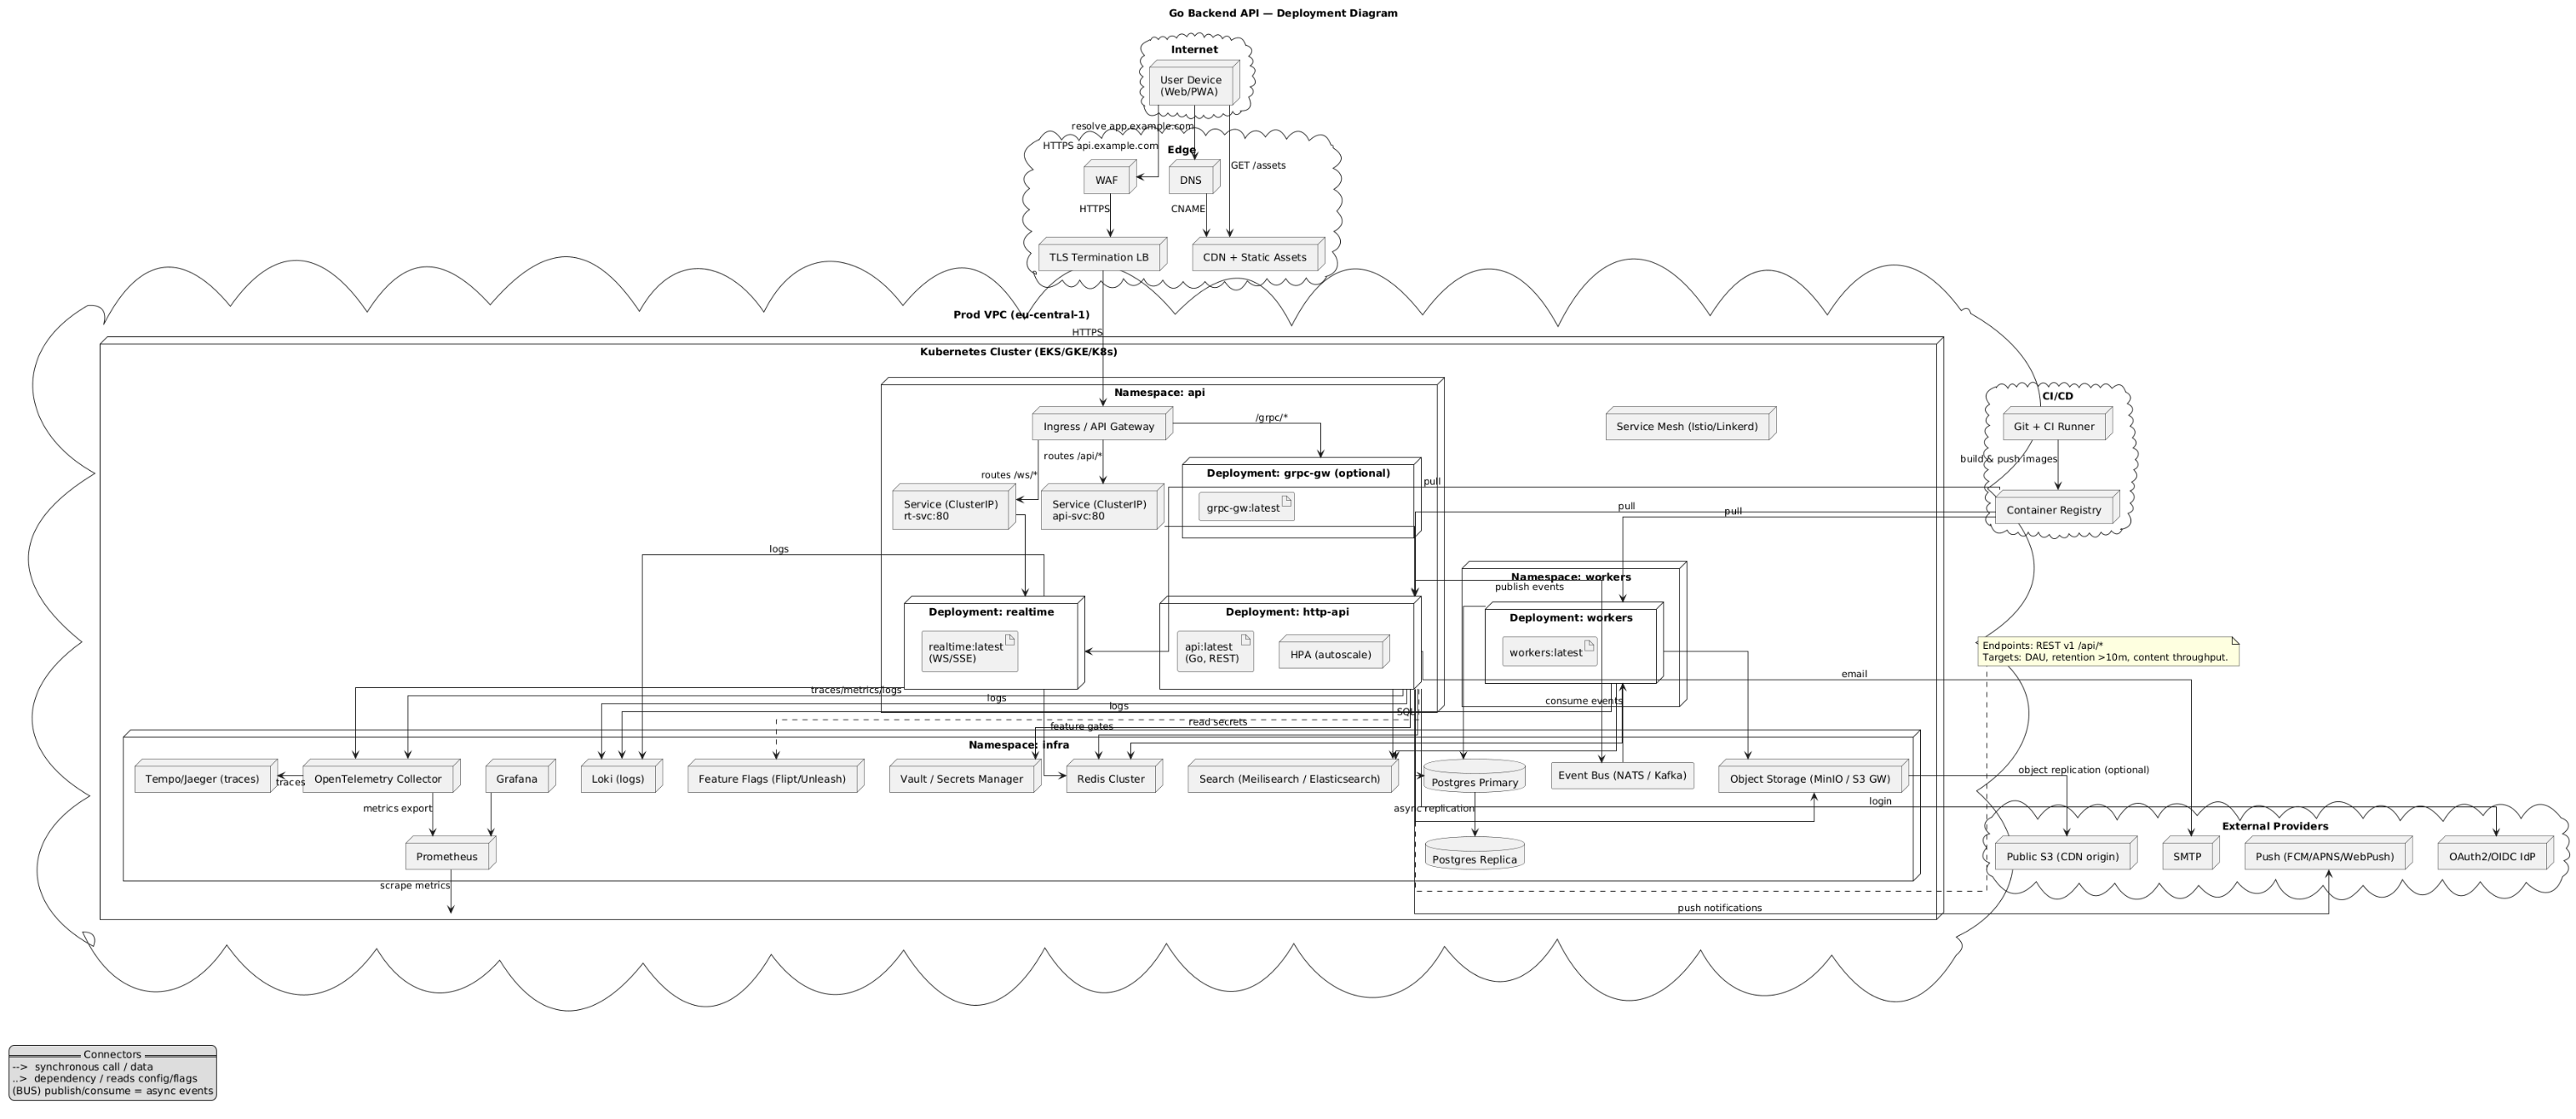 Go Backend API — Deployment Diagram
Internet
User Device
(Web/PWA)
resolve app.example.com
HTTPS api.example.com
Edge
GET /assets
WAF
DNS
HTTPS
CNAME
TLS Termination LB
CDN + Static Assets
Prod VPC (eu-central-1)
HTTPS
Kubernetes Cluster (EKS/GKE/K8s)
Namespace: api
CI/CD
Ingress / API Gateway
/grpc/*
Service Mesh (Istio/Linkerd)
Git + CI Runner
routes /api/*
build & push images
routes /ws/*
Deployment: grpc-gw (optional)
grpc-gw:latest
pull
Service (ClusterIP)
rt-svc:80
Service (ClusterIP)
api-svc:80
pull
pull
Container Registry
logs
Namespace: workers
publish events
Deployment: realtime
realtime:latest
(WS/SSE)
Deployment: http-api
api:latest
(Go, REST)
HPA (autoscale)
Deployment: workers
workers:latest
Endpoints: REST v1 /api/*
Targets: DAU, retention >10m, content throughput.
email
traces/metrics/logs
logs
logs
consume events
SQL
read secrets
feature gates
Namespace: infra
Tempo/Jaeger (traces)
traces
OpenTelemetry Collector
Grafana
Loki (logs)
Feature Flags (Flipt/Unleash)
Vault / Secrets Manager
Redis Cluster
Search (Meilisearch / Elasticsearch)
Postgres Primary
Event Bus (NATS / Kafka)
Object Storage (MinIO / S3 GW)
object replication (optional)
metrics export
async replication
login
Prometheus
Postgres Replica
External Providers
Public S3 (CDN origin)
SMTP
Push (FCM/APNS/WebPush)
OAuth2/OIDC IdP
scrape metrics
push notifications
Connectors
--> synchronous call / data
..> dependency / reads config/flags
(BUS) publish/consume = async events